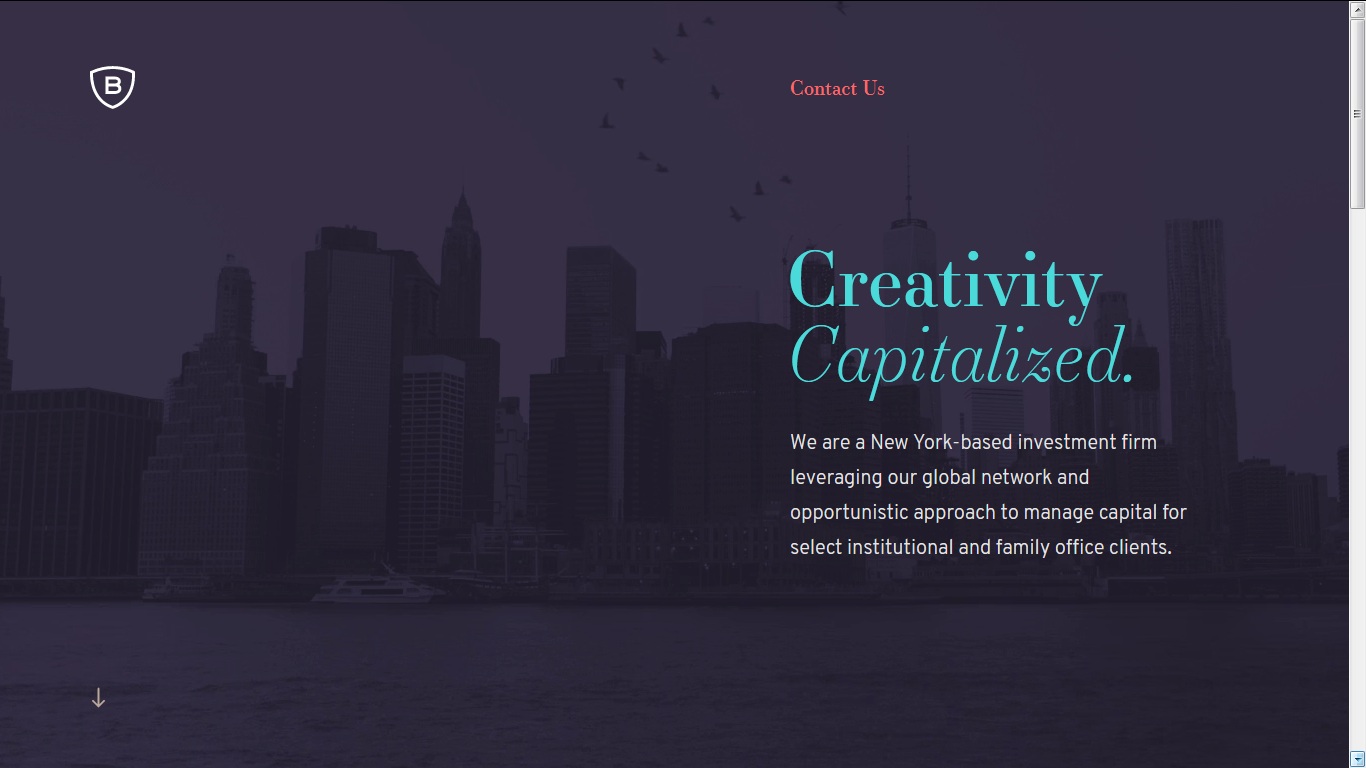 B
Contact Us
Creativity
Capitalized.
We are a New York-based investment firm
leveraging our global network and
opportunistic approach to manage capital for
select institutional and family office clients.